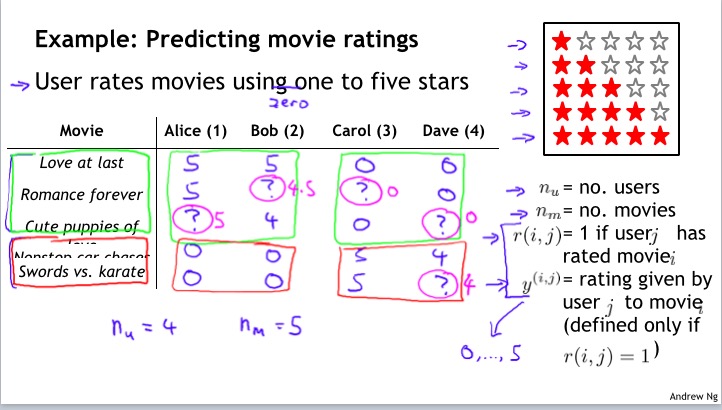 Example: Predicting movie ratings
User rates movies using one to five stars
zero
Movie Alice (1) Bob (2) Carol (3) Dave (4)
Love at last 5 5 0 0
Romance forever 5 ? 4.5 ? 0 0
Cute puppies of love ? 5 4 0 ? 0
Nonstop car chases 0 0 5 4
Swords vs. karate 0 0 5 ? 4
n_u = 4 n_m = 5
n_u = no. users
n_m = no. movies
r(i,j) = 1 if user j has
rated movie i
y^(i,j) = rating given by
user j to movie i
(defined only if
r(i,j) = 1)
0,...,5
Andrew Ng